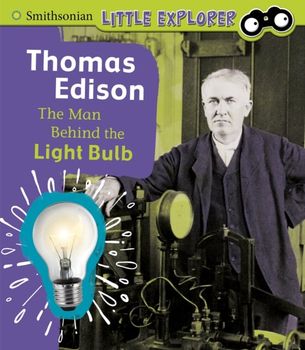 Smithsonian LITTLE EXPLORER
Thomas
Edison
The Man
Behind the
Light Bulb